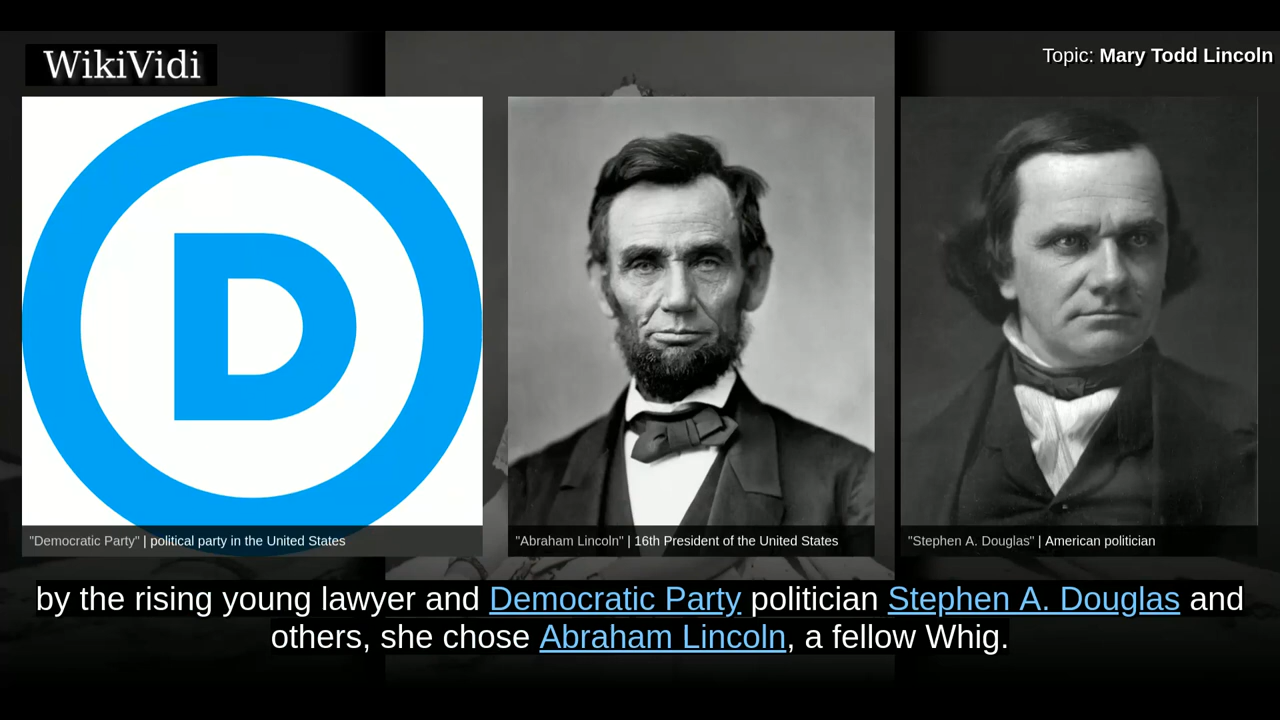 WikiVidi
Topic: Mary Todd Lincoln
D
"Democratic Party" | political party in the United States
"Abraham Lincoln" | 16th President of the United States
"Stephen A. Douglas" | American politician
by the rising young lawyer and Democratic Party politician Stephen A. Douglas and
others, she chose Abraham Lincoln, a fellow Whig.